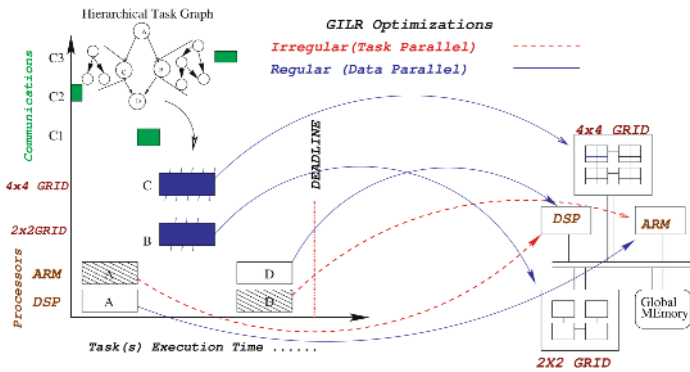 Hierarchical Task Graph
GILR Optimizations
Irregular(Task Parallel)
Regular (Data Parallel)
Communications
C3
C2
C1
A
C
B
D
DEADLINE
4x4 GRID
4x4 GRID
C
2x2GRID
B
DSP
ARM
Processors
ARM
A
D
DSP
A
D
Global
MEmory
Task(s) Execution Time ......
2X2 GRID